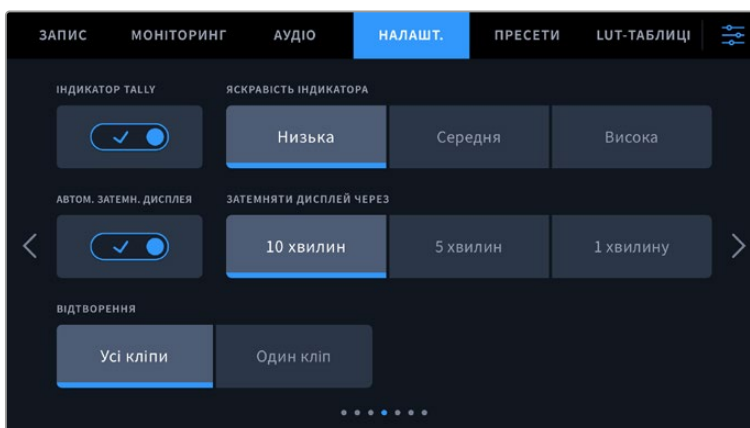 ЗАПИС МОНІТОРИНГ АУДІО НАЛАШТ. ПРЕСЕТИ LUT-ТАБЛИЦІ
ІНДИКАТОР TALLY ЯСКРАВІСТЬ ІНДИКАТОРА
Низька Середня Висока
АВТОМ. ЗАТЕМН. ДИСПЛЕЯ ЗАТЕМНЯТИ ДИСПЛЕЙ ЧЕРЕЗ
10 хвилин 5 хвилин 1 хвилину
ВІДТВОРЕННЯ
Усі кліпи Один кліп